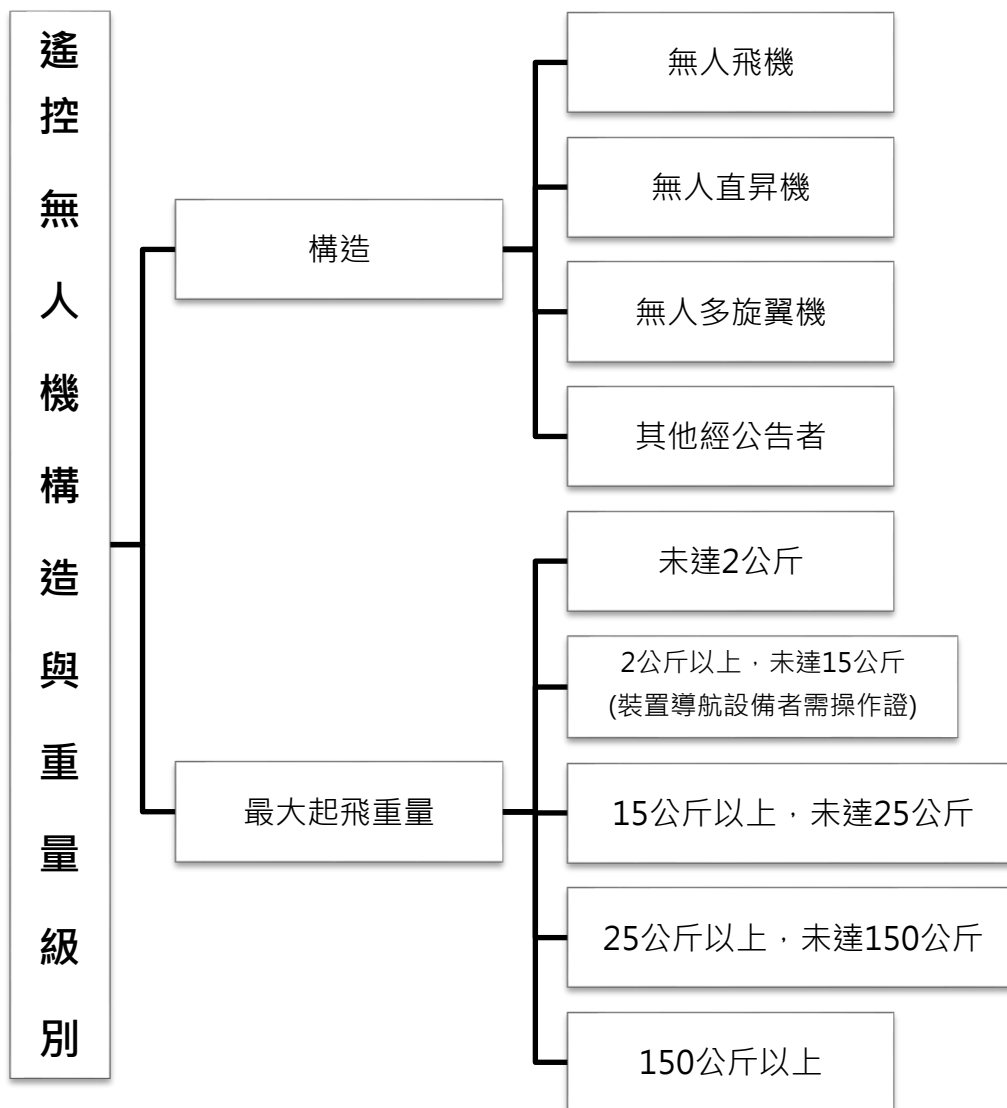 遙控無人機構造與重量級別
構造
無人飛機
無人直昇機
無人多旋翼機
其他經公告者
最大起飛重量
未達2公斤
2公斤以上，未達15公斤
(裝置導航設備者需操作證)
15公斤以上，未達25公斤
25公斤以上，未達150公斤
150公斤以上